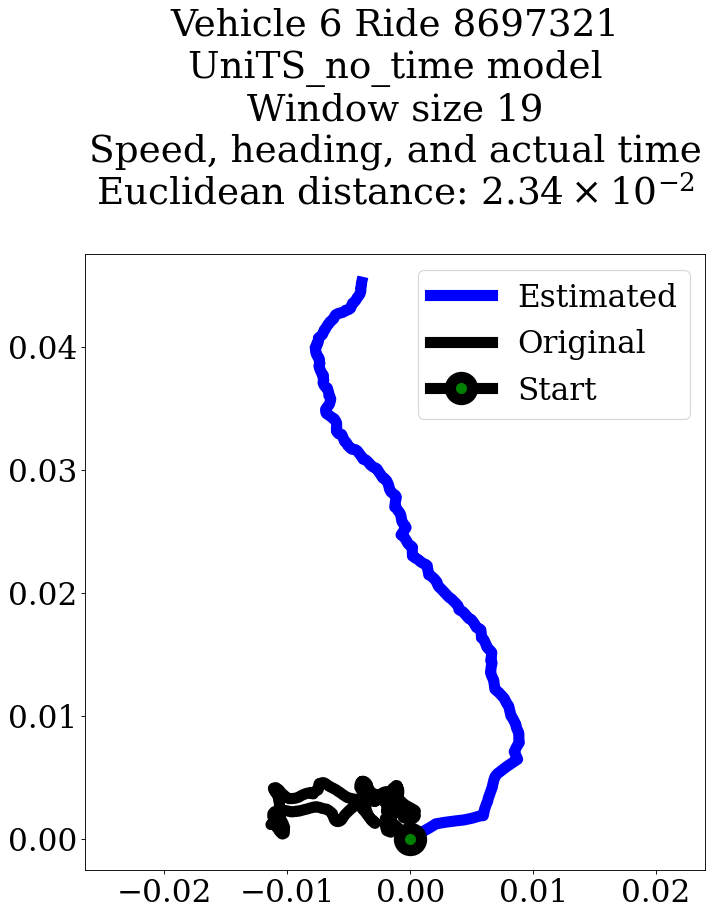 Vehicle 6 Ride 8697321
UniTS_no_time model
Window size 19
Speed, heading, and actual time
Euclidean distance: 2.34 × 10⁻²
Estimated
Original
Start
0.04
0.03
0.02
0.01
0.00
−0.02
−0.01
0.00
0.01
0.02